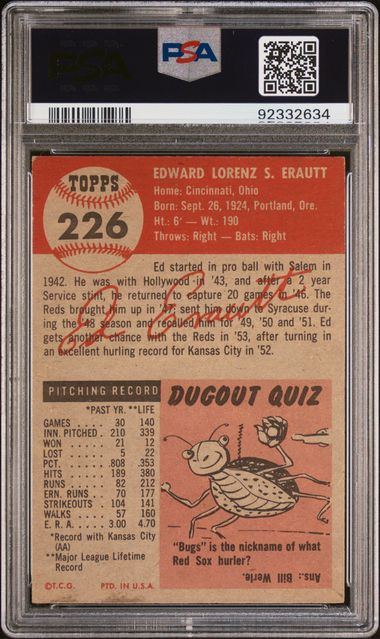 PSA
PSA
92332634
TOPPS
226
EDWARD LORENZ S. ERAUTT
Home: Cincinnati, Ohio
Born: Sept. 26, 1924, Portland, Ore.
Ht: 6' — Wt.: 190
Throws: Right — Bats: Right
Ed started in pro ball with Salem in
1942. He was with Hollywood in '43, and after a 2 year
Service stint, he returned to capture 20 games in '46. The
Reds brought him up in '47, sent him down to Syracuse during
the '48 season and recalled him for '49, '50 and '51. Ed
gets another chance with the Reds in '53, after turning in
an excellent hurling record for Kansas City in '52.
Ed Erautt
PITCHING RECORD
*PAST YR. **LIFE
GAMES 30 140
INN. PITCHED 210 339
WON 21 12
LOST 5 22
PCT. .808 .353
HITS 189 380
RUNS 82 212
ERN. RUNS 70 177
STRIKEOUTS 104 141
WALKS 57 160
E. R. A. 3.00 4.70
*Record with Kansas City
(AA)
**Major League Lifetime
Record
©T.C.G. PTD. IN U.S.A.
DUGOUT QUIZ
"Bugs" is the nickname of what
Red Sox hurler?
Ans.: Bill Werle